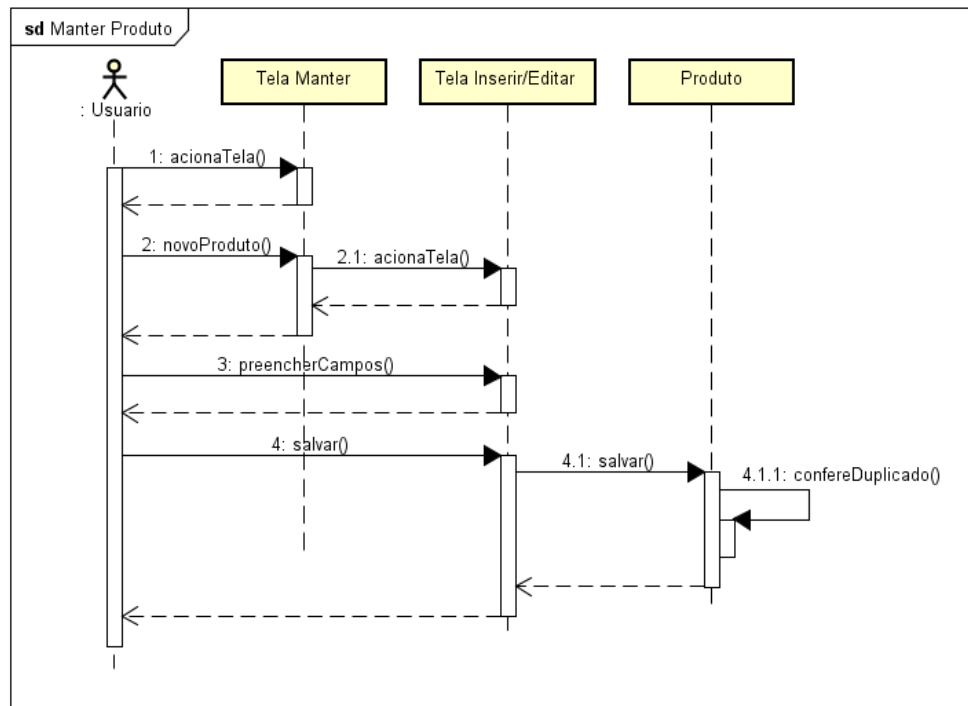 sd Manter Produto
: Usuario
Tela Manter
Tela Inserir/Editar
Produto
1: acionaTela()
2: novoProduto()
2.1: acionaTela()
3: preencherCampos()
4: salvar()
4.1: salvar()
4.1.1: confereDuplicado()